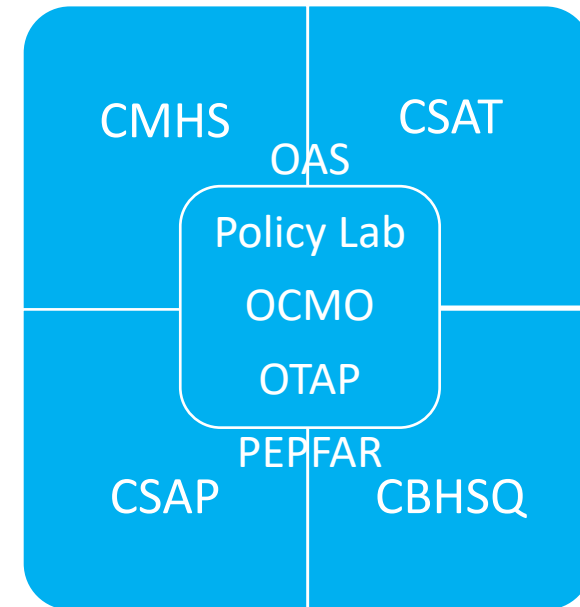 CMHS
CSAT
OAS
Policy Lab
OCMO
OTAP
PEPFAR
CSAP
CBHSQ